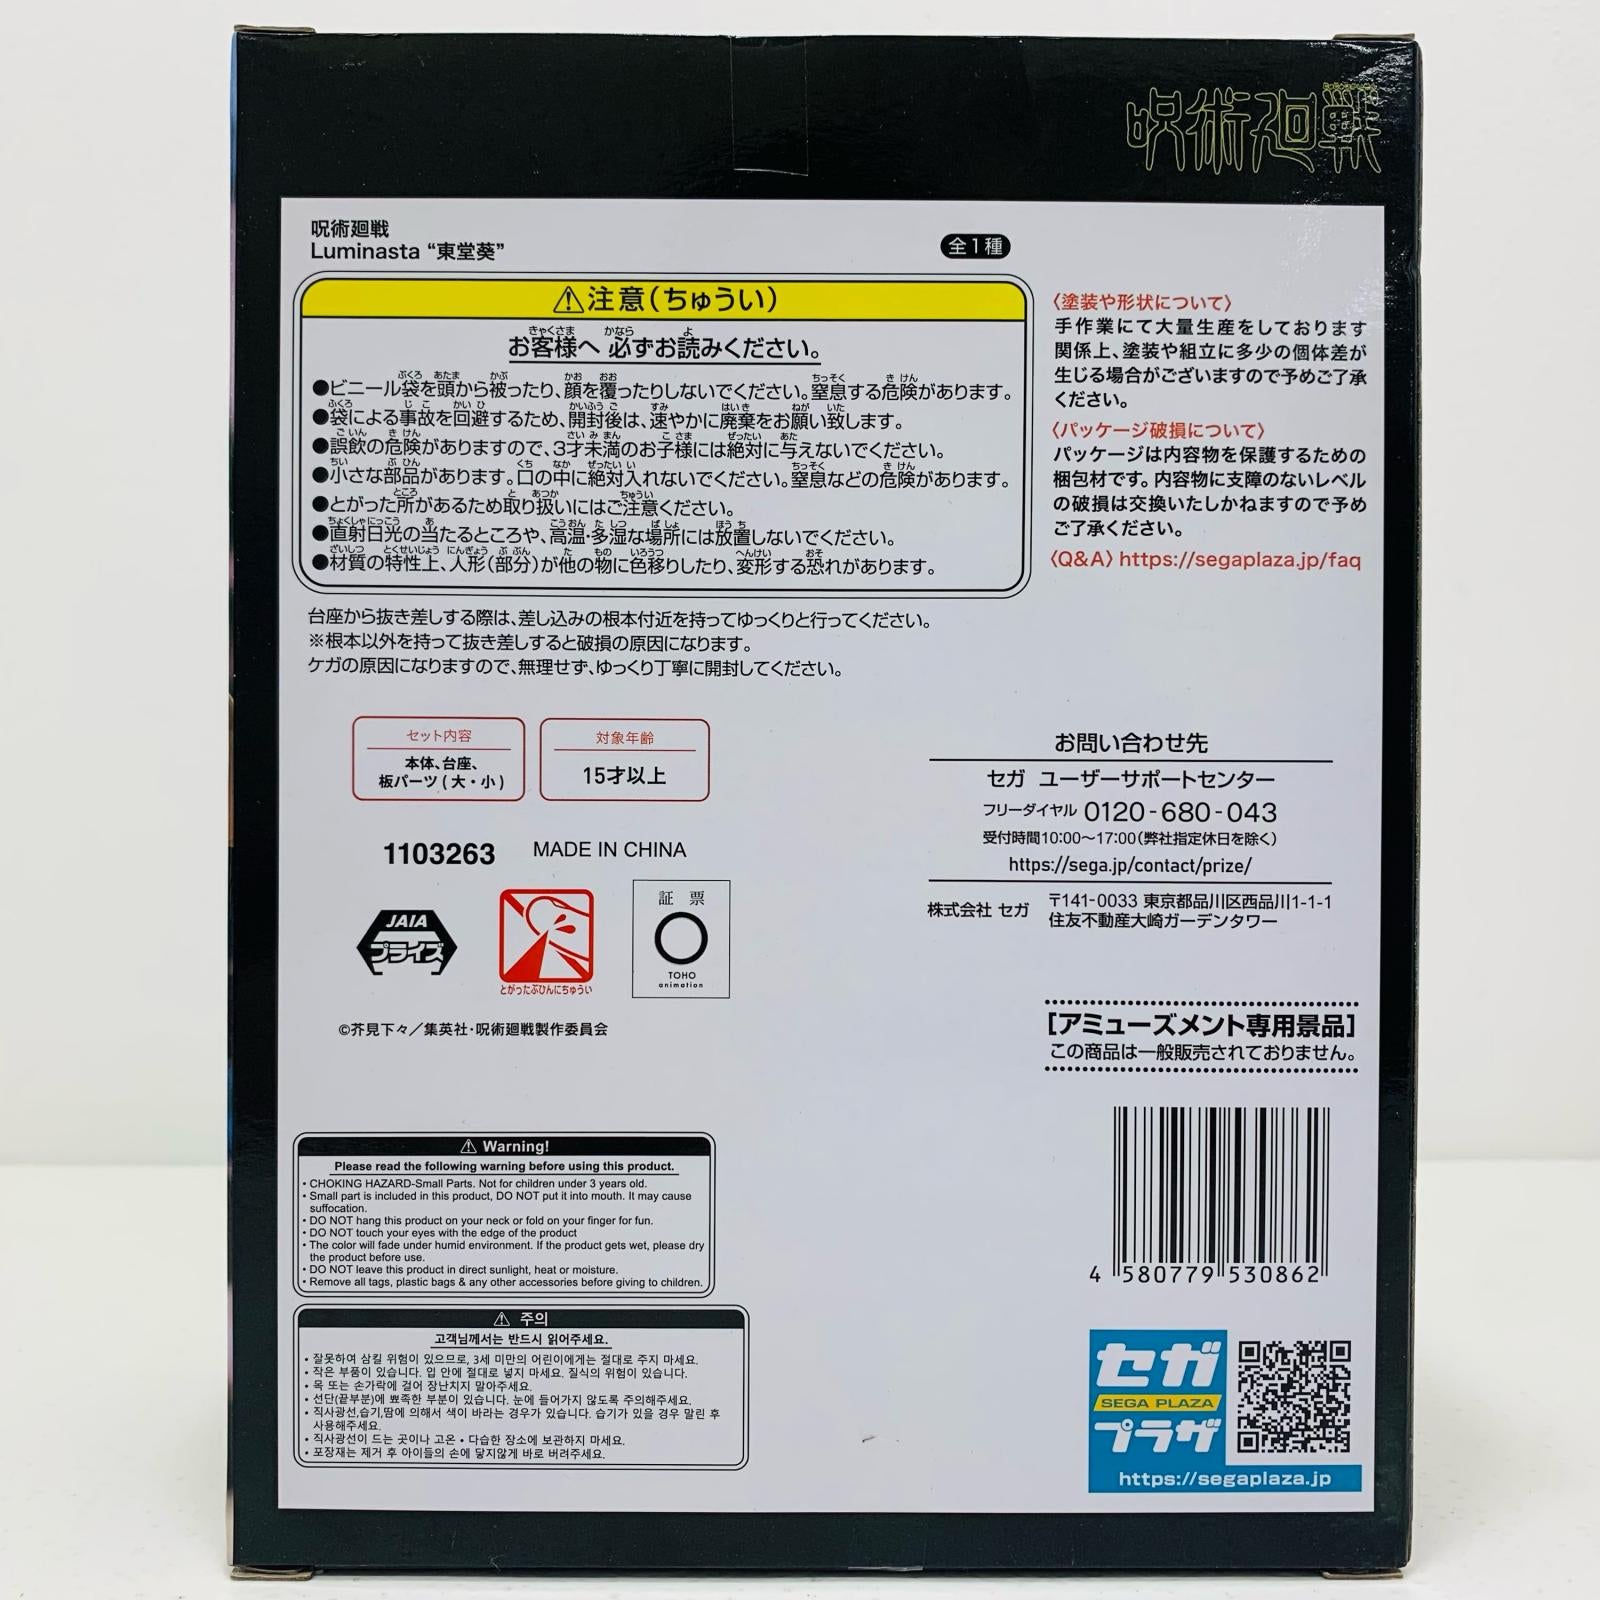 呪術廻戦
呪術廻戦
Luminasta “東堂葵”
全1種
⚠注意(ちゅうい)
お客様へ 必ずお読みください。
●ビニール袋を頭から被ったり、顔を覆ったりしないでください。窒息する危険があります。
●袋による事故を回避するため、開封後は、速やかに廃棄をお願い致します。
●誤飲の危険がありますので、3才未満のお子様には絶対に与えないでください。
●小さな部品があります。口の中に絶対入れないでください。窒息などの危険があります。
●とがった所があるため取り扱いにはご注意ください。
●直射日光の当たるところや、高温・多湿な場所には放置しないでください。
●材質の特性上、人形(部分)が他の物に色移りしたり、変形する恐れがあります。
台座から抜き差しする際は、差し込みの根本付近を持ってゆっくりと行ってください。
※根本以外を持って抜き差しすると破損の原因になります。
ケガの原因になりますので、無理せず、ゆっくり丁寧に開封してください。
〈塗装や形状について〉
手作業にて大量生産をしております
関係上、塗装や組立に多少の個体差が
生じる場合がございますので予めご了承
ください。
〈パッケージ破損について〉
パッケージは内容物を保護するための
梱包材です。内容物に支障のないレベル
の破損は交換いたしかねますので予め
ご了承ください。
〈Q&A〉https://segaplaza.jp/faq
セット内容
本体、台座、
板パーツ(大・小)
対象年齢
15才以上
1103263
MADE IN CHINA
JAIA
プライズ
とがったぶひんにちゅうい
証 票
TOHO
animation
©芥見下々／集英社・呪術廻戦製作委員会
お問い合わせ先
セガ ユーザーサポートセンター
フリーダイヤル 0120-680-043
受付時間10:00〜17:00(弊社指定休日を除く)
https://sega.jp/contact/prize/
株式会社 セガ
〒141-0033 東京都品川区西品川1-1-1
住友不動産大崎ガーデンタワー
[アミューズメント専用景品]
この商品は一般販売されておりません。
4 580779 530862
⚠ Warning!
Please read the following warning before using this product.
・CHOKING HAZARD-Small Parts. Not for children under 3 years old.
・Small part is included in this product, DO NOT put it into mouth. It may cause
suffocation.
・DO NOT hang this product on your neck or fold on your finger for fun.
・DO NOT touch your eyes with the edge of the product
・The color will fade under humid environment. If the product gets wet, please dry
the product before use.
・DO NOT leave this product in direct sunlight, heat or moisture.
・Remove all tags, plastic bags & any other accessories before giving to children.
⚠ 주의
고객님께서는 반드시 읽어주세요.
・잘못하여 삼킬 위험이 있으므로, 3세 미만의 어린이에게는 절대로 주지 마세요.
・작은 부품이 있습니다. 입 안에 절대로 넣지 마세요. 질식의 위험이 있습니다.
・목 또는 손가락에 걸어 장난치지 말아주세요.
・선단(끝부분)에 뾰족한 부분이 있습니다. 눈에 들어가지 않도록 주의해주세요.
・직사광선,습기,땀에 의해서 색이 바라는 경우가 있습니다. 습기가 있을 경우 말린 후
사용해주세요.
・직사광선이 드는 곳이나 고온・다습한 장소에 보관하지 마세요.
・포장재는 제거 후 아이들의 손에 닿지않게 바로 버려주세요.
セガ
SEGA PLAZA
プラザ
https://segaplaza.jp